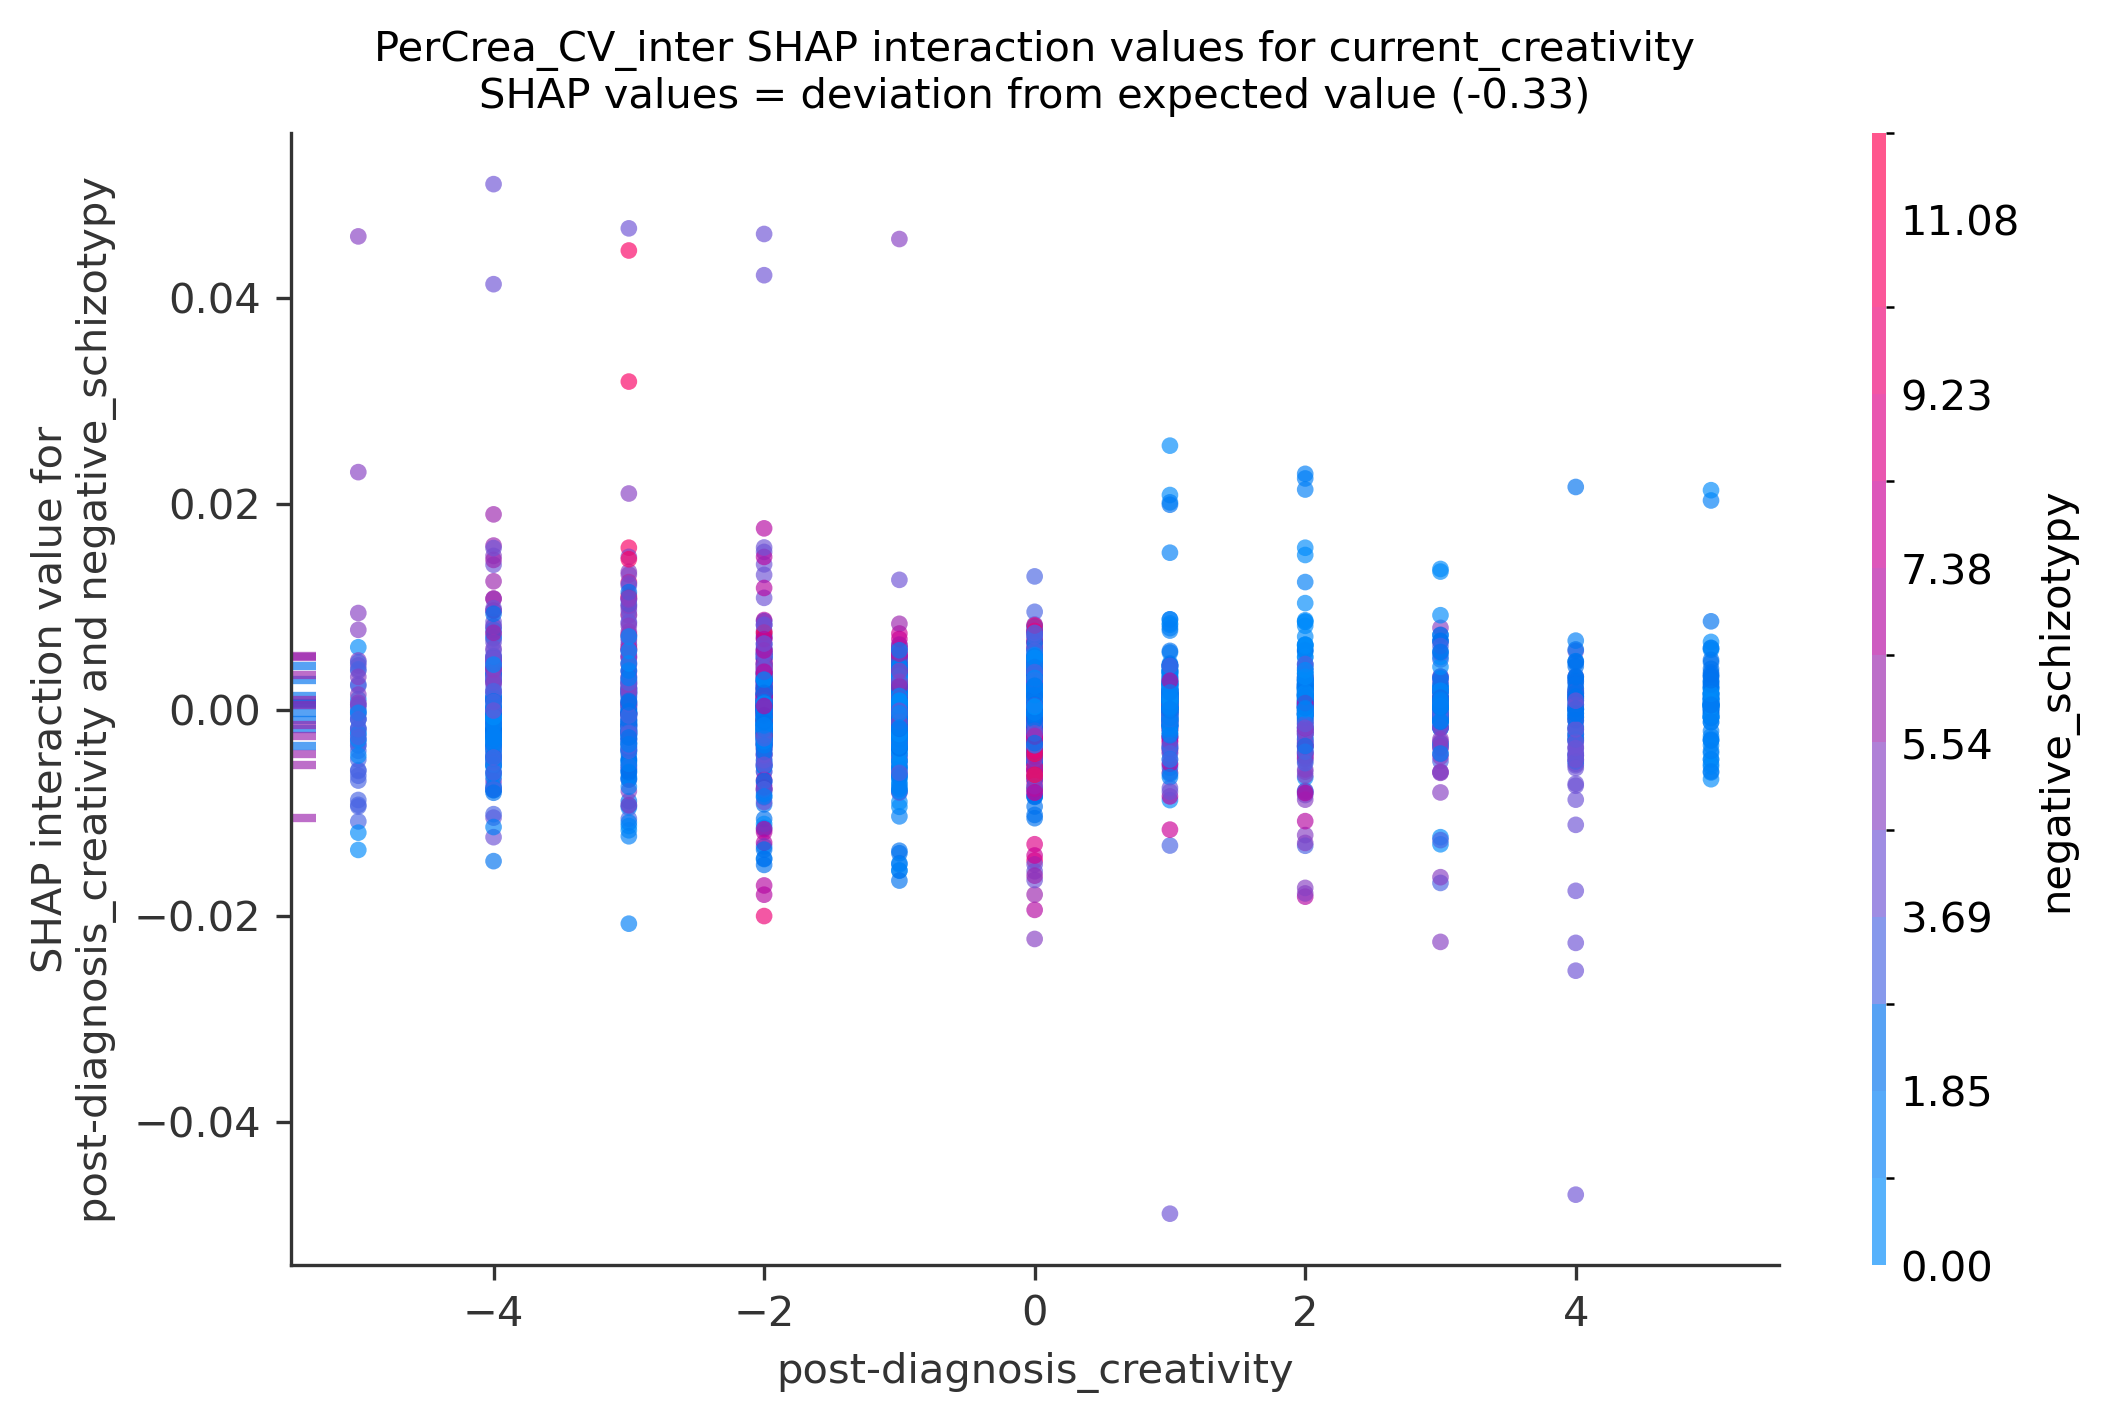 PerCrea_CV_inter SHAP interaction values for current_creativity
SHAP values = deviation from expected value (-0.33)
SHAP interaction value for
post-diagnosis_creativity and negative_schizotypy
0.04
0.02
0.00
−0.02
−0.04
−4
−2
0
2
4
post-diagnosis_creativity
11.08
9.23
7.38
5.54
3.69
1.85
0.00
negative_schizotypy